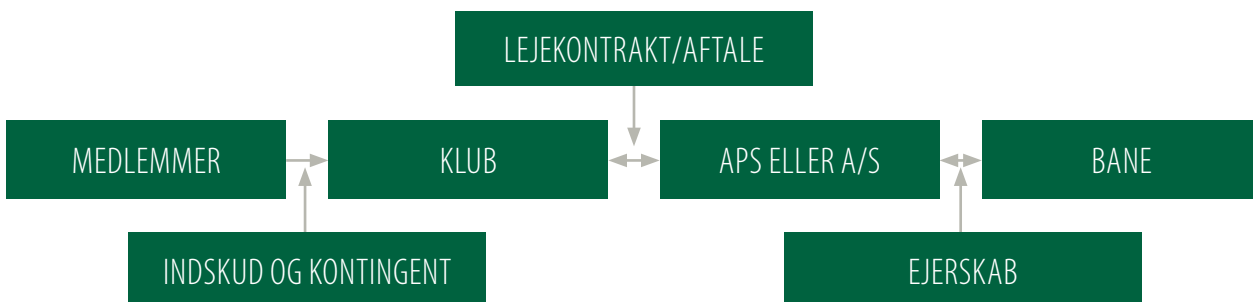 LEJEKONTRAKT/AFTALE
MEDLEMMER
KLUB
APS ELLER A/S
BANE
INDSKUD OG KONTINGENT
EJERSKAB